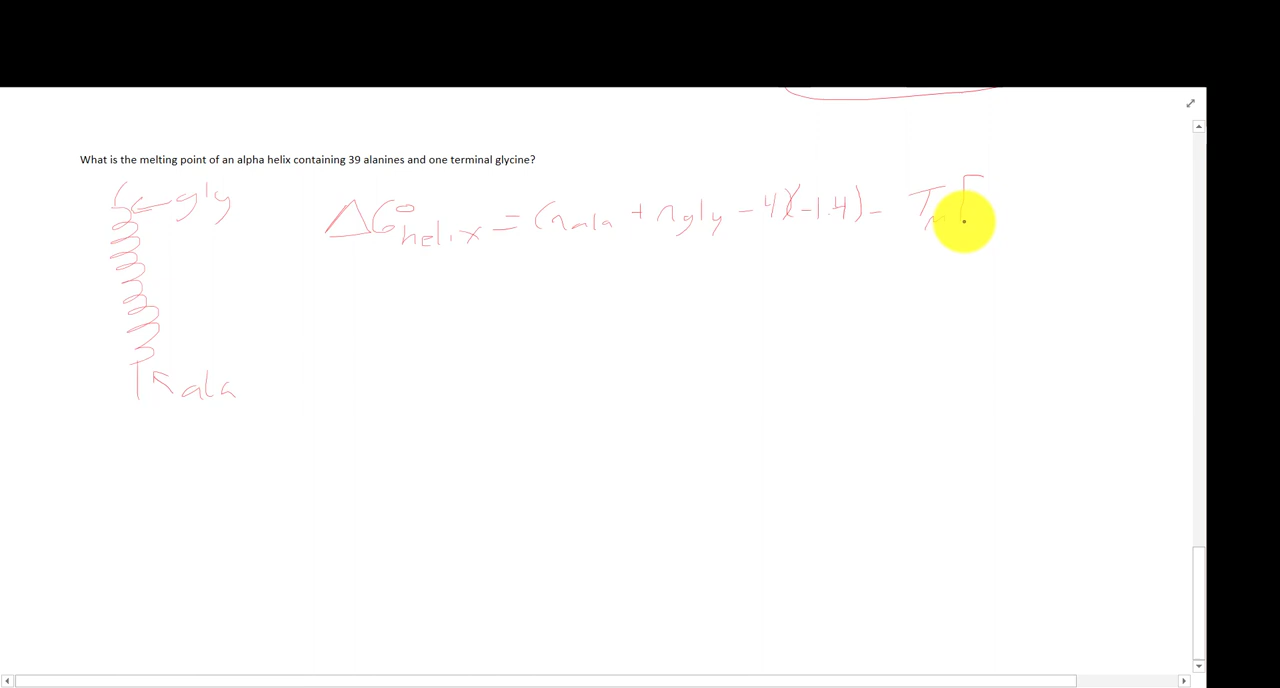 What is the melting point of an alpha helix containing 39 alanines and one terminal glycine?
gly
ΔG°helix = (nala + ngly - 4)(-1.4) - Tm[
ala